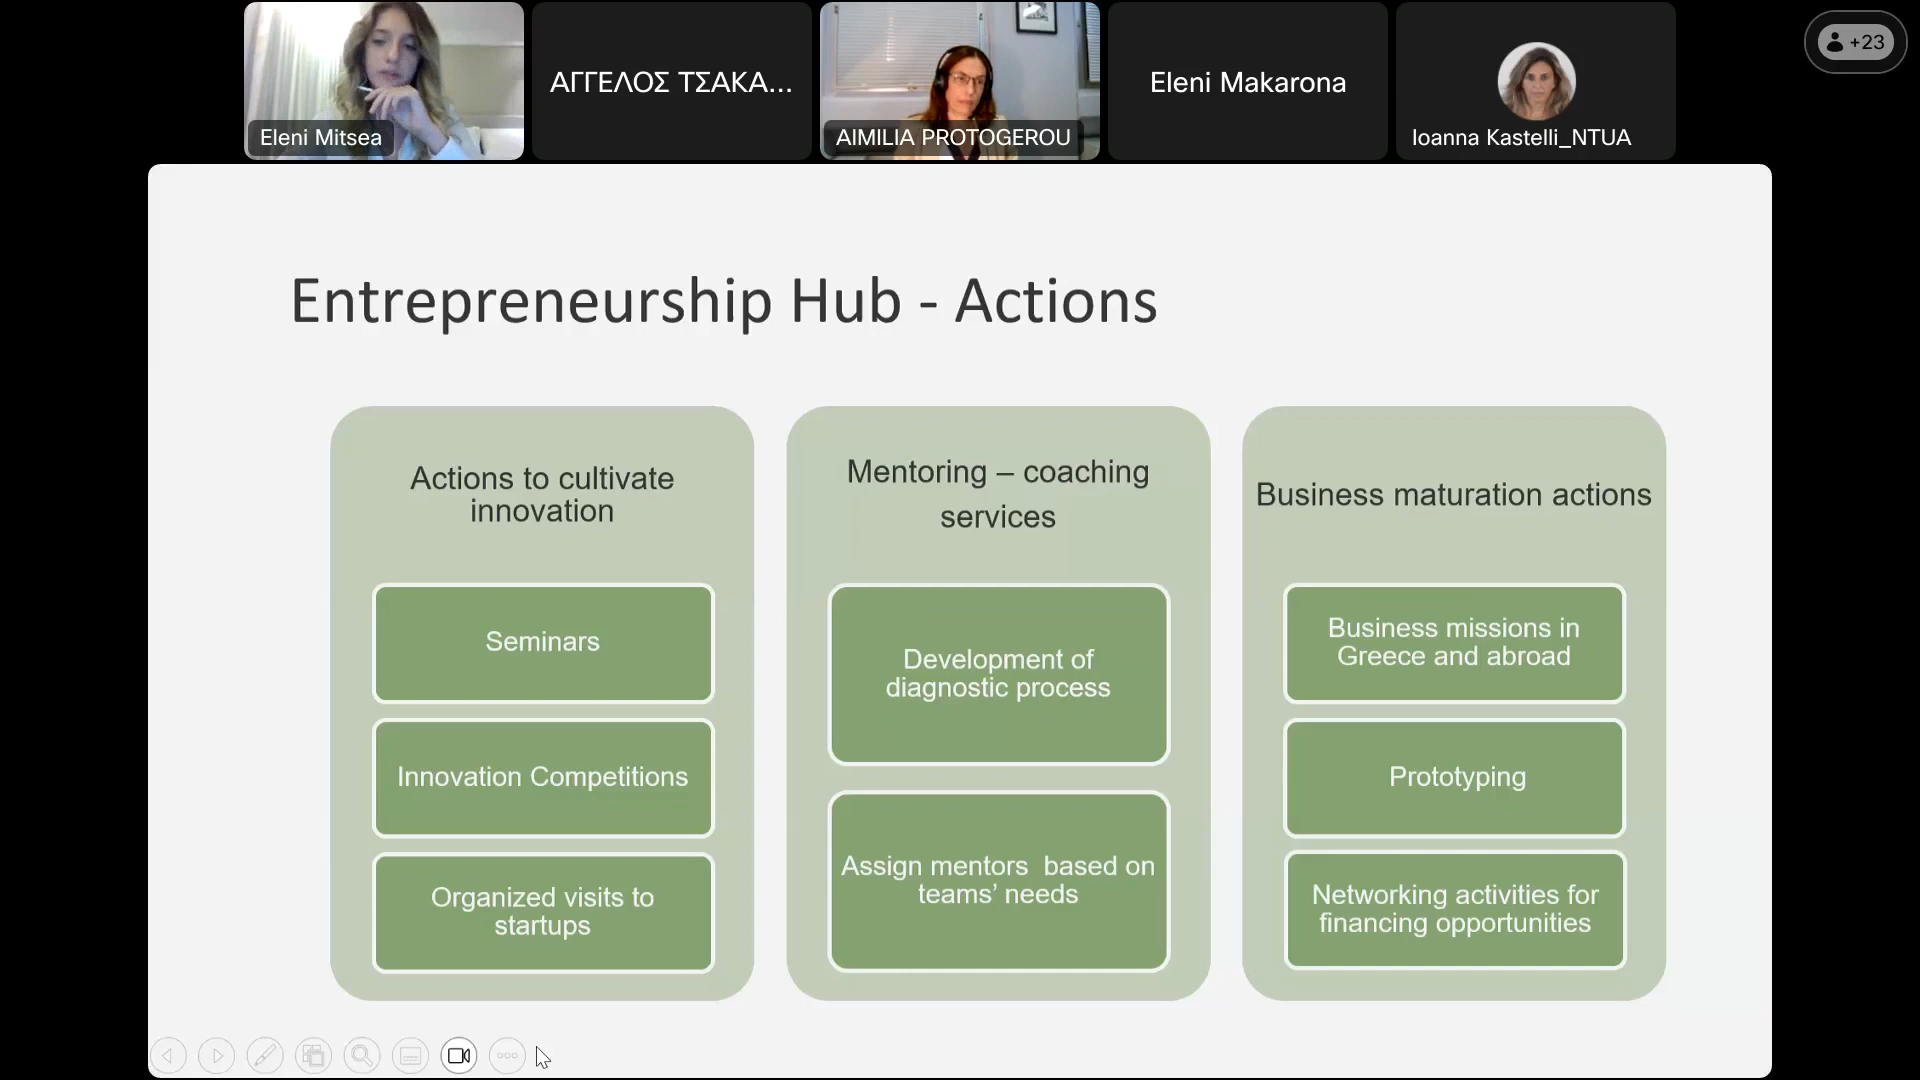 Eleni Mitsea
ΑΓΓΕΛΟΣ ΤΣΑΚΑ...
AIMILIA PROTOGEROU
Eleni Makarona
Ioanna Kastelli_NTUA
+23
Entrepreneurship Hub - Actions
Actions to cultivate
innovation
Seminars
Innovation Competitions
Organized visits to
startups
Mentoring – coaching
services
Development of
diagnostic process
Assign mentors  based on
teams’ needs
Business maturation actions
Business missions in
Greece and abroad
Prototyping
Networking activities for
financing opportunities